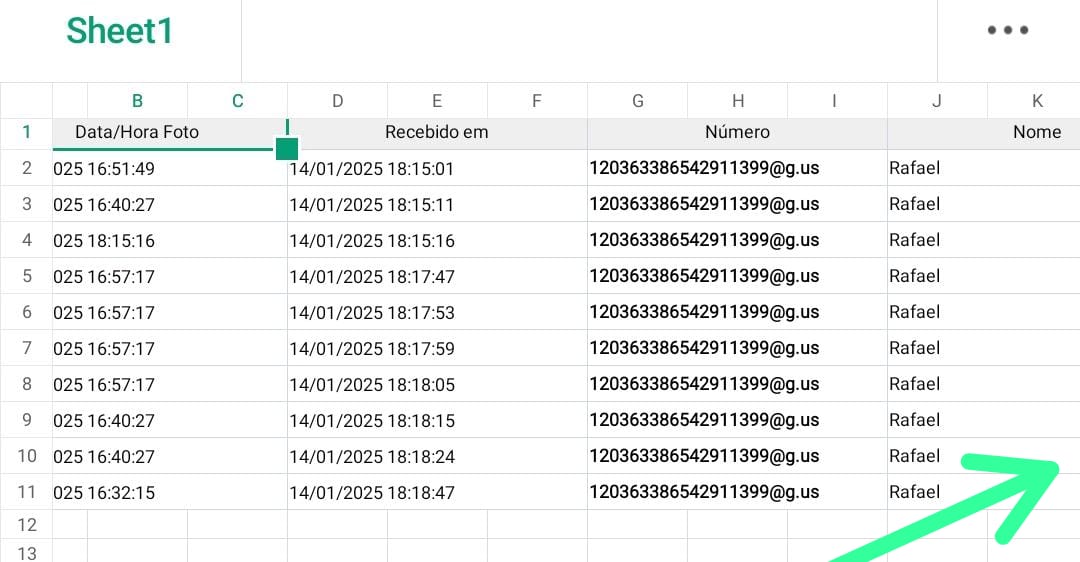 Sheet1
B C D E F G H I J K
1 Data/Hora Foto Recebido em Número Nome
2 025 16:51:49 14/01/2025 18:15:01 120363386542911399@g.us Rafael
3 025 16:40:27 14/01/2025 18:15:11 120363386542911399@g.us Rafael
4 025 18:15:16 14/01/2025 18:15:16 120363386542911399@g.us Rafael
5 025 16:57:17 14/01/2025 18:17:47 120363386542911399@g.us Rafael
6 025 16:57:17 14/01/2025 18:17:53 120363386542911399@g.us Rafael
7 025 16:57:17 14/01/2025 18:17:59 120363386542911399@g.us Rafael
8 025 16:57:17 14/01/2025 18:18:05 120363386542911399@g.us Rafael
9 025 16:40:27 14/01/2025 18:18:15 120363386542911399@g.us Rafael
10 025 16:40:27 14/01/2025 18:18:24 120363386542911399@g.us Rafael
11 025 16:32:15 14/01/2025 18:18:47 120363386542911399@g.us Rafael
12
13